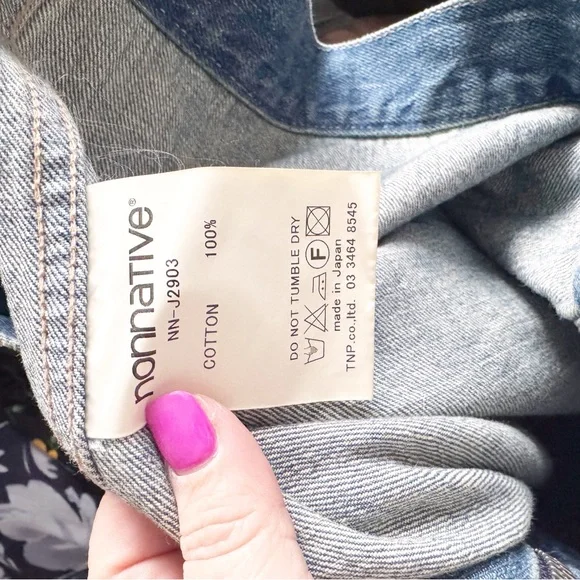 nonnative®
NN-J2903
COTTON 100%
DO NOT TUMBLE DRY
F
made in Japan
TNP.co.,ltd. 03 3464 8545